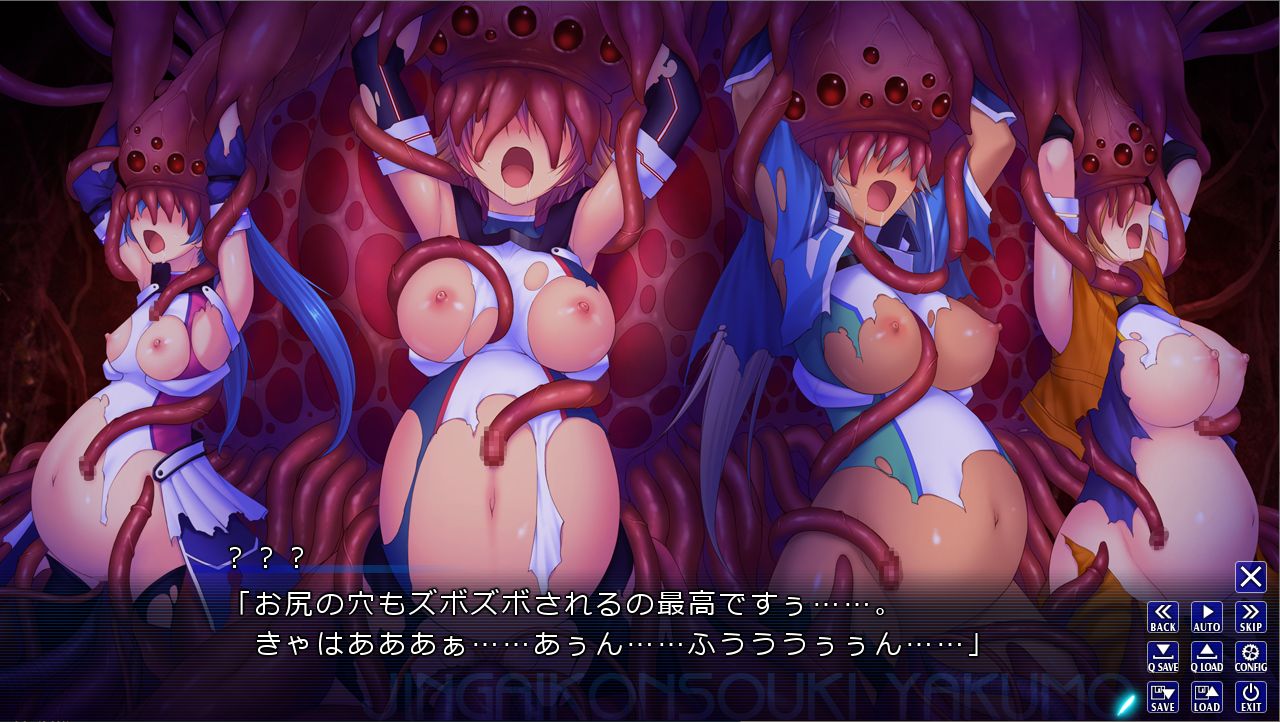 ？？？
「お尻の穴もズボズボされるの最高ですぅ……。
きゃはあああぁ……あぅん……ふうううぅぅん……」
BACK AUTO SKIP
Q SAVE Q LOAD CONFIG
SAVE LOAD EXIT
JINGAIKONSOUKI YAKUMO